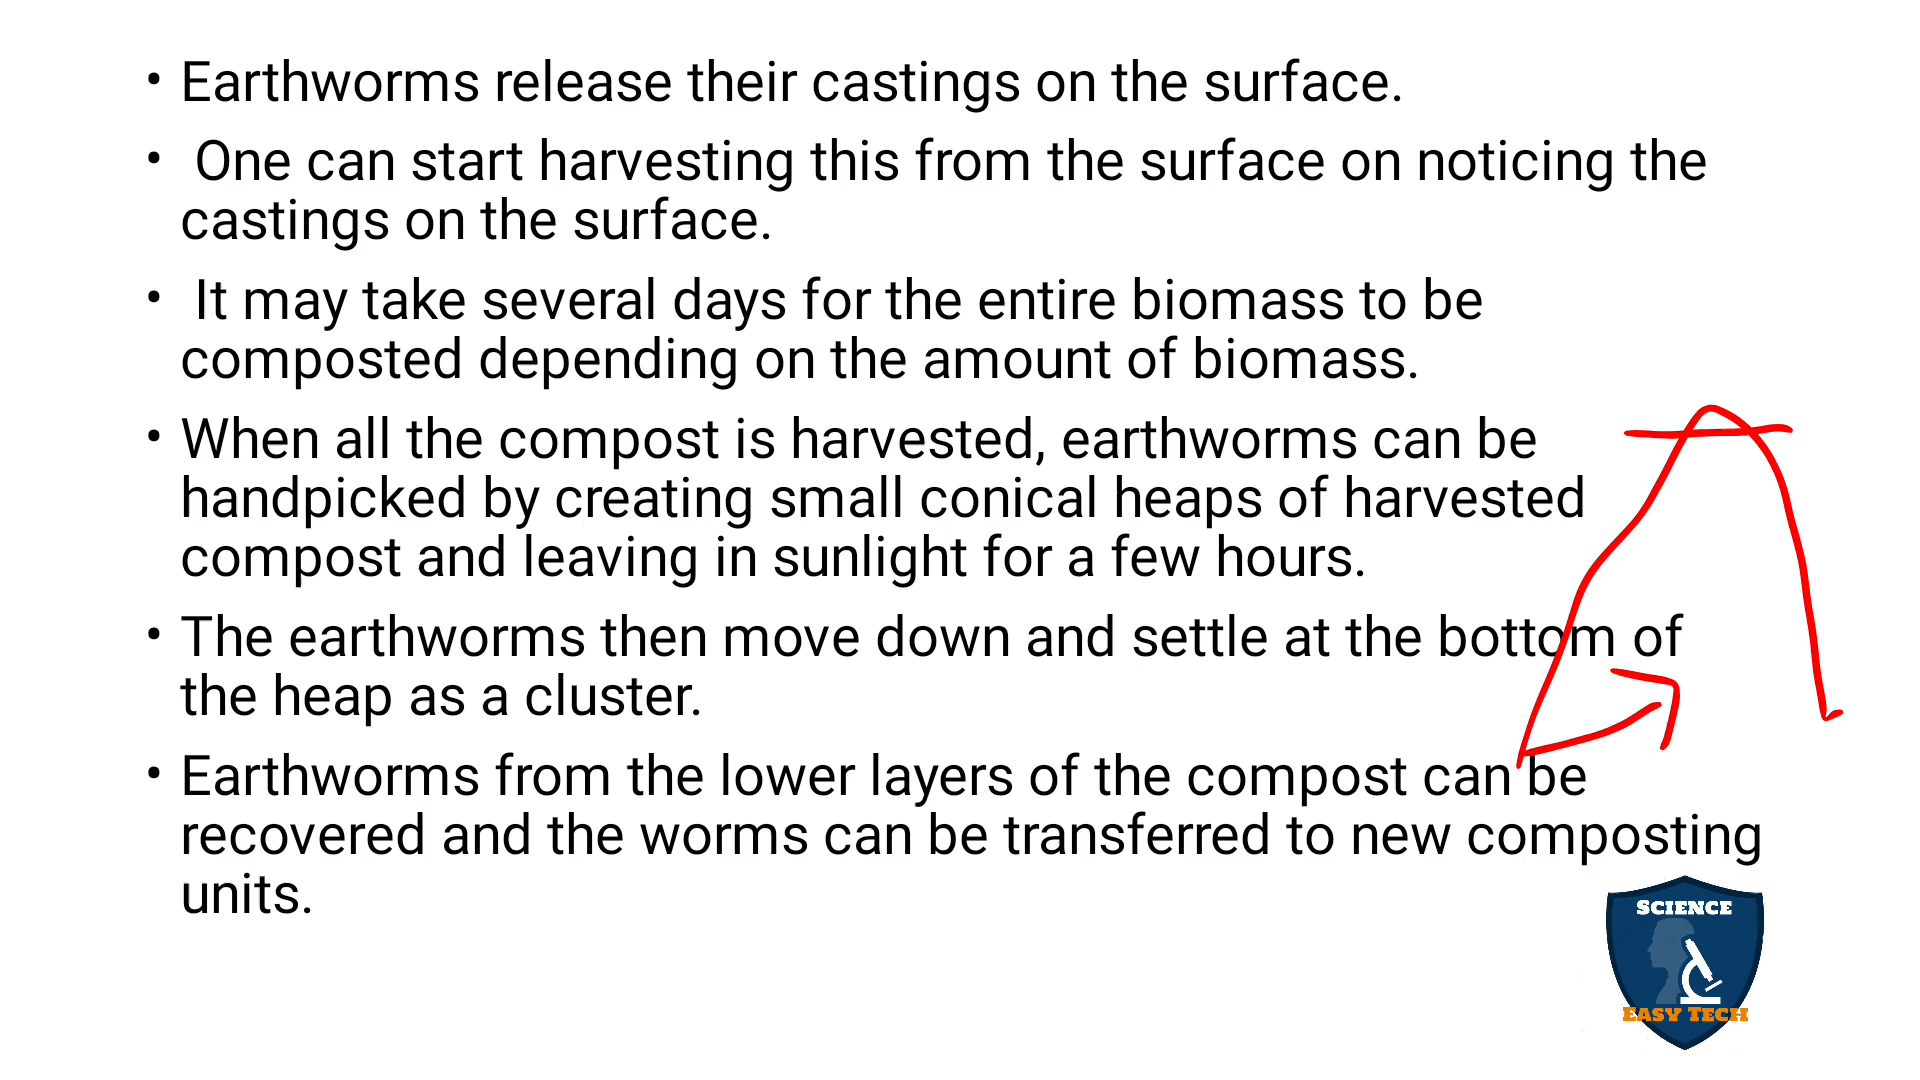 • Earthworms release their castings on the surface.
• One can start harvesting this from the surface on noticing the
castings on the surface.
• It may take several days for the entire biomass to be
composted depending on the amount of biomass.
• When all the compost is harvested, earthworms can be
handpicked by creating small conical heaps of harvested
compost and leaving in sunlight for a few hours.
• The earthworms then move down and settle at the bottom of
the heap as a cluster.
• Earthworms from the lower layers of the compost can be
recovered and the worms can be transferred to new composting
units.
SCIENCE
EASY TECH